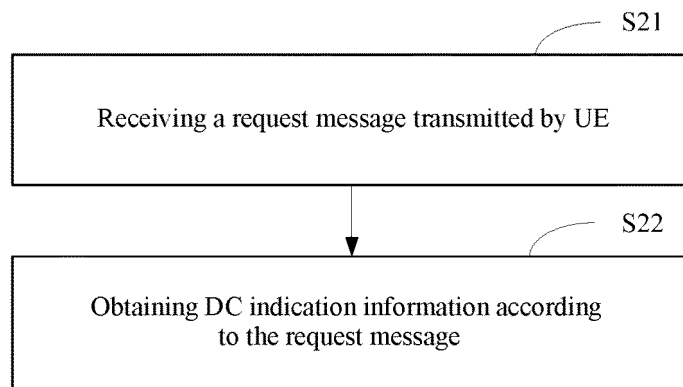 S21
Receiving a request message transmitted by UE
S22
Obtaining DC indication information according
to the request message